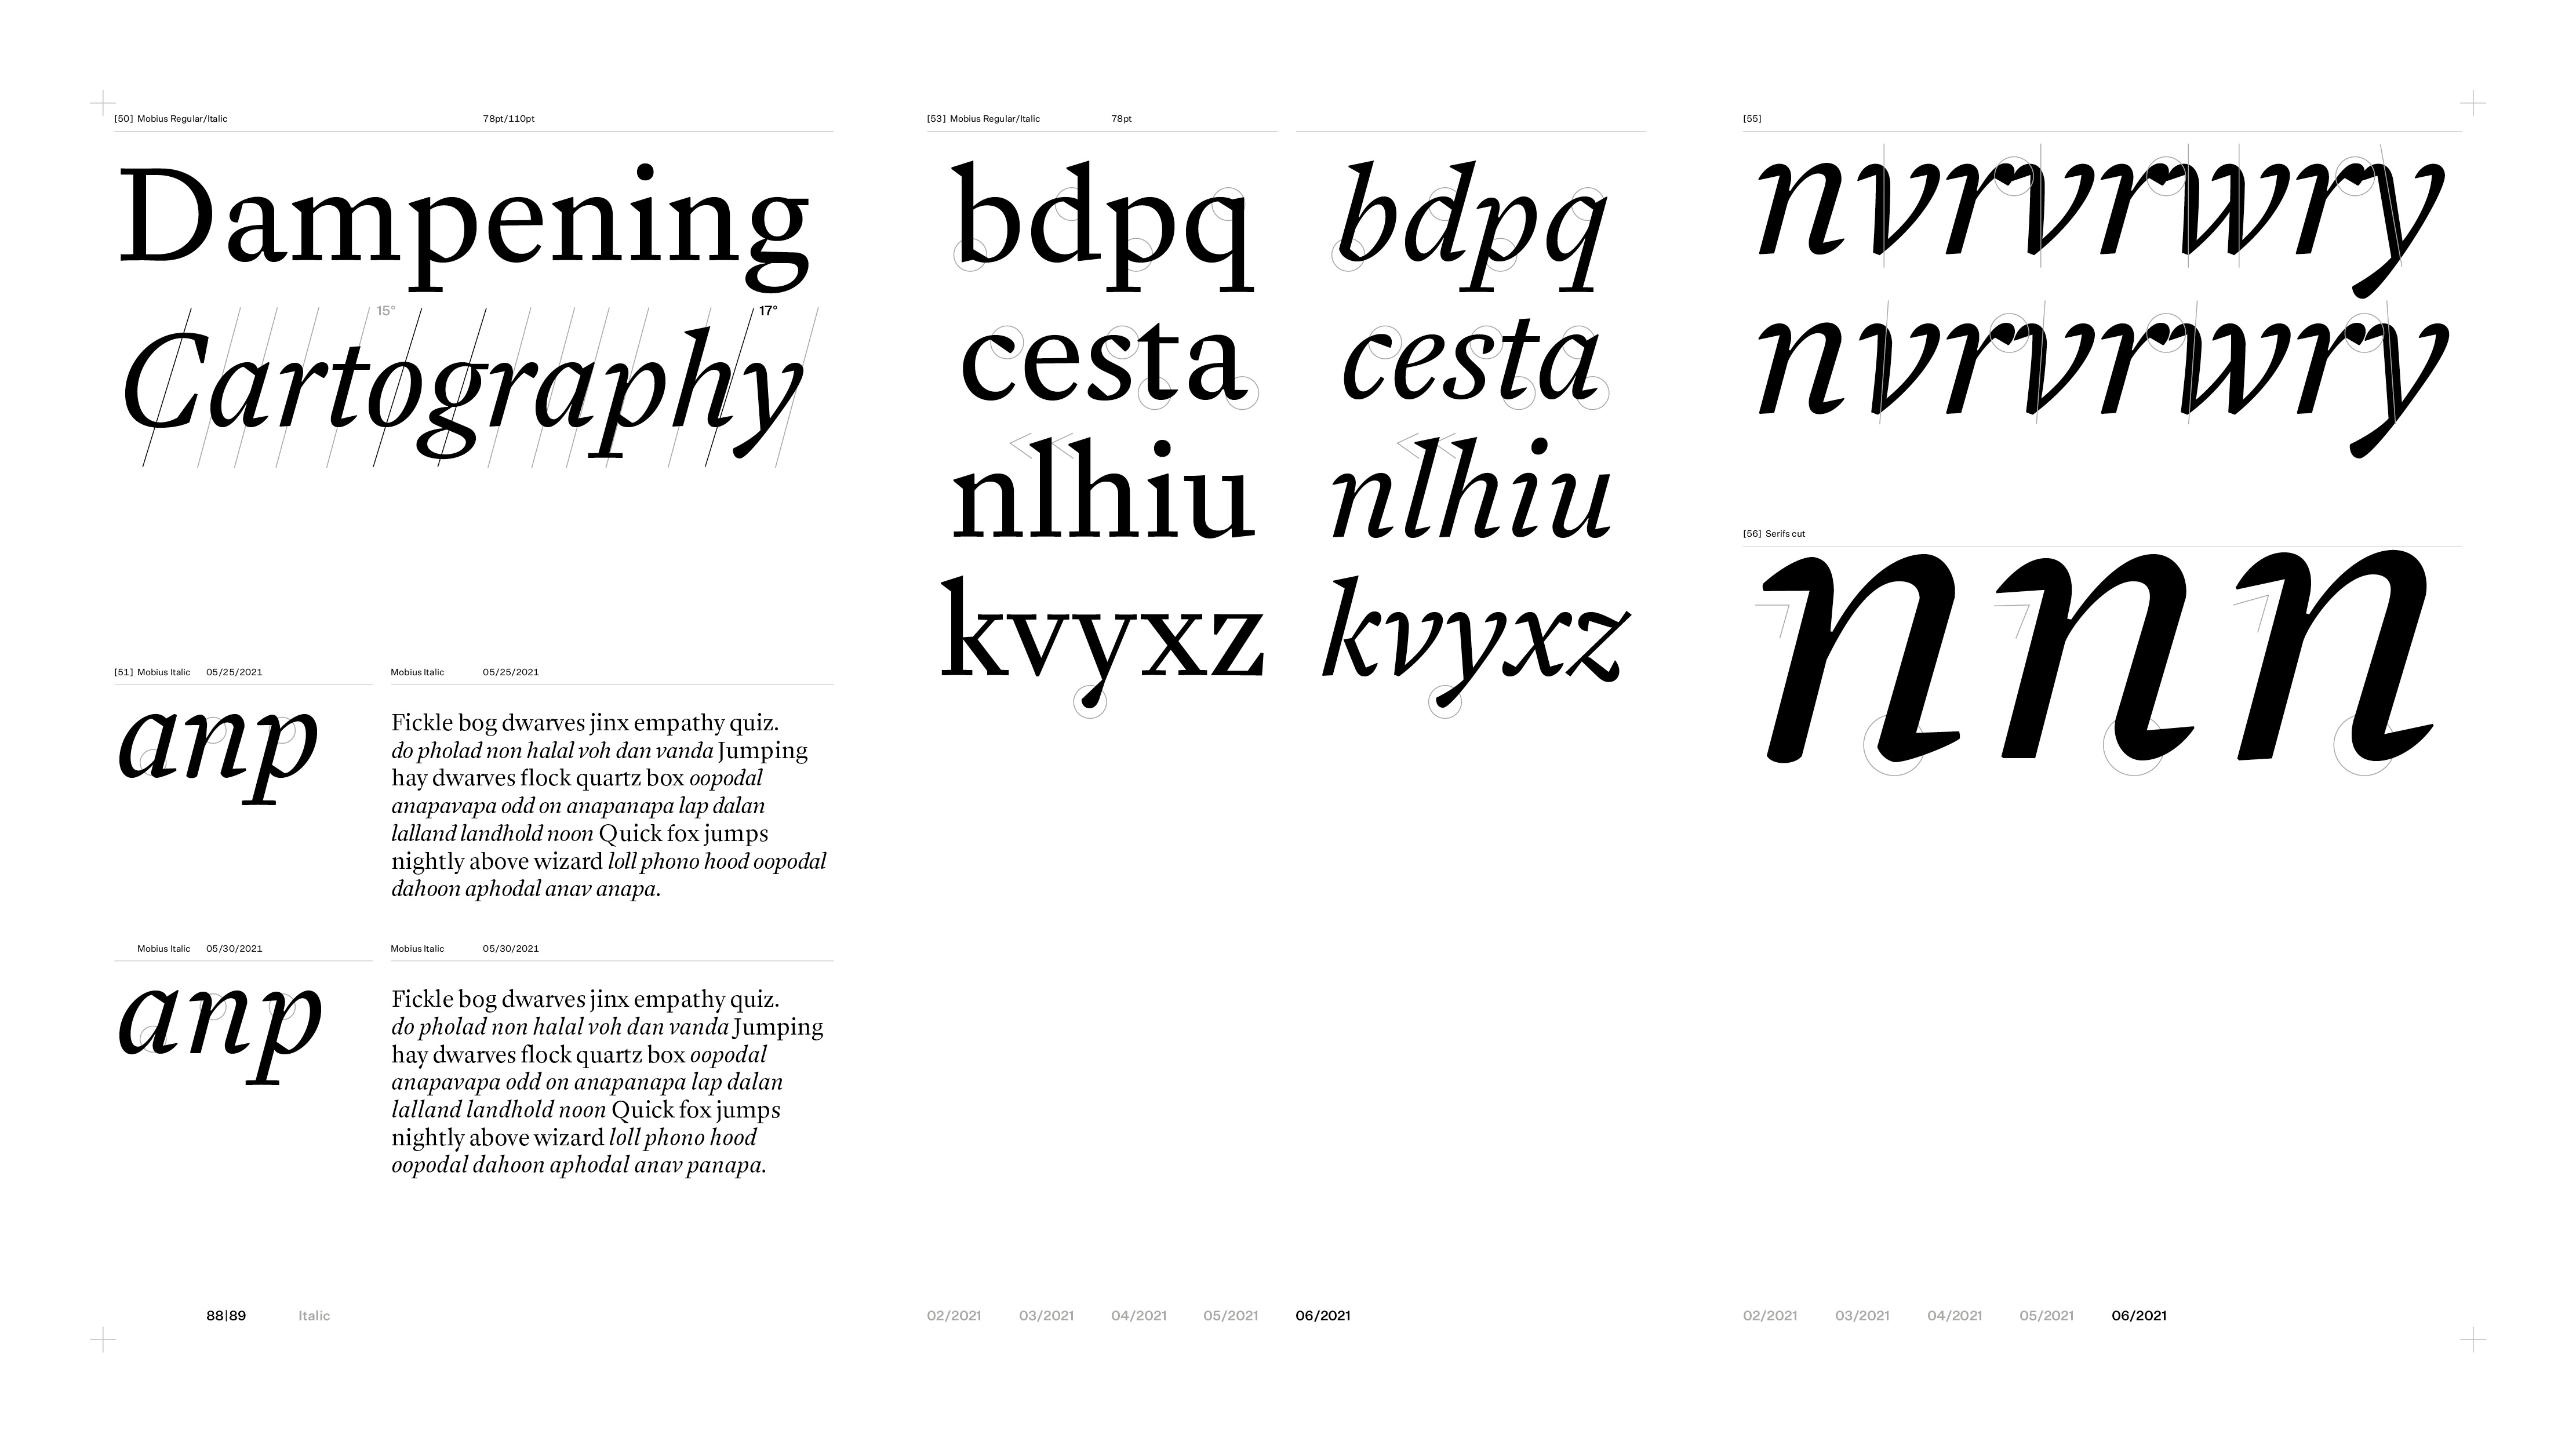 [50] Mobius Regular/Italic 78pt/110pt
Dampening
15° 17°
Cartography
[51] Mobius Italic 05/25/2021
anp
Mobius Italic 05/25/2021
Fickle bog dwarves jinx empathy quiz.
do pholad non halal voh dan vanda Jumping
hay dwarves flock quartz box oopodal
anapavapa odd on anapanapa lap dalan
lalland landhold noon Quick fox jumps
nightly above wizard loll phono hood oopodal
dahoon aphodal anav anapa.
Mobius Italic 05/30/2021
anp
Mobius Italic 05/30/2021
Fickle bog dwarves jinx empathy quiz.
do pholad non halal voh dan vanda Jumping
hay dwarves flock quartz box oopodal
anapavapa odd on anapanapa lap dalan
lalland landhold noon Quick fox jumps
nightly above wizard loll phono hood
oopodal dahoon aphodal anav panapa.
88|89 Italic
[53] Mobius Regular/Italic 78pt
bdpq bdpq
cesta cesta
nlhiu nlhiu
kvyxz kvyxz
02/2021 03/2021 04/2021 05/2021 06/2021
[55]
nvrvrwry
nvrvrwry
[56] Serifs cut
nnn
02/2021 03/2021 04/2021 05/2021 06/2021